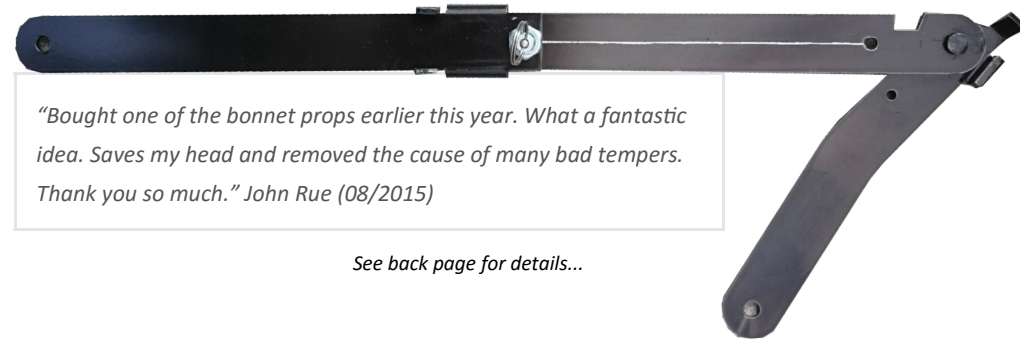 “Bought one of the bonnet props earlier this year. What a fantastic
idea. Saves my head and removed the cause of many bad tempers.
Thank you so much.” John Rue (08/2015)
See back page for details...